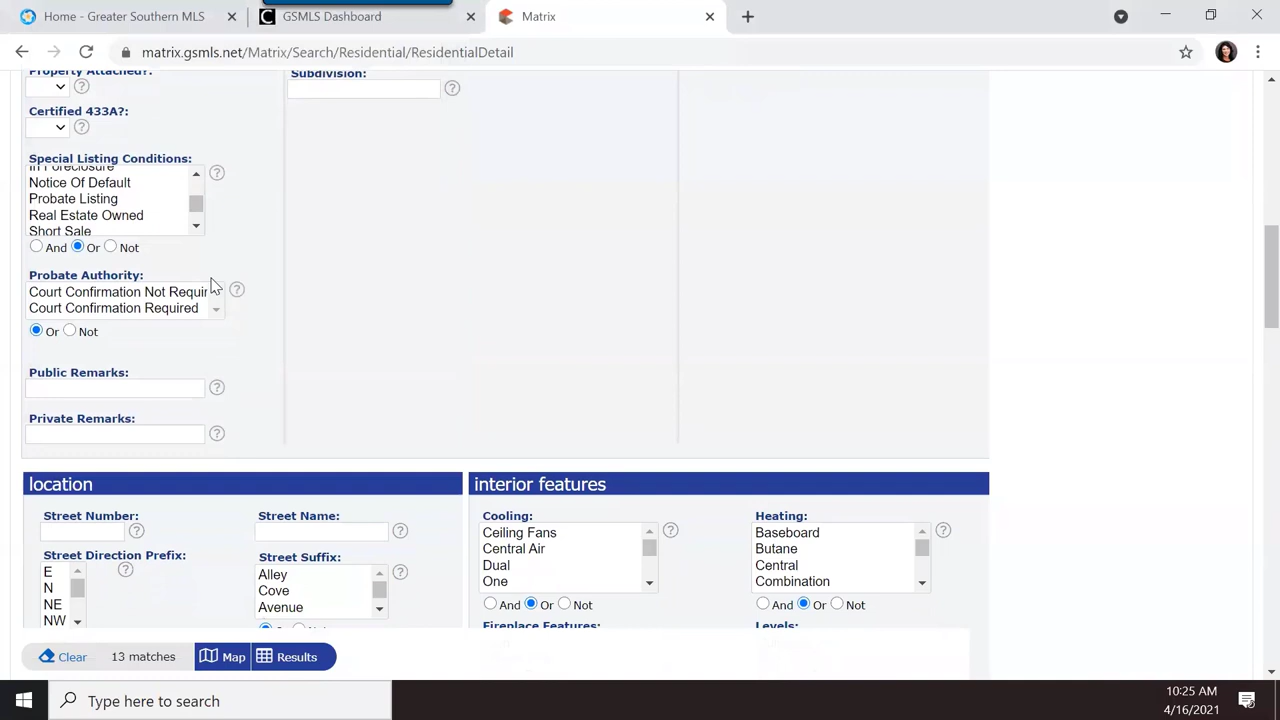 Home - Greater Southern MLS
GSMLS Dashboard
Matrix
matrix.gsmls.net/Matrix/Search/Residential/ResidentialDetail
Property Attached?:
Subdivision:
Certified 433A?:
Special Listing Conditions:
In Foreclosure
Notice Of Default
Probate Listing
Real Estate Owned
Short Sale
And Or Not
Probate Authority:
Court Confirmation Not Requir
Court Confirmation Required
Or Not
Public Remarks:
Private Remarks:
location
interior features
Street Number:
Street Name:
Cooling:
Heating:
Ceiling Fans
Central Air
Dual
One
Baseboard
Butane
Central
Combination
Street Direction Prefix:
Street Suffix:
E
N
NE
NW
Alley
Cove
Avenue
And Or Not
And Or Not
Fireplace Features:
Levels:
Clear
13 matches
Map
Results
Type here to search
10:25 AM
4/16/2021